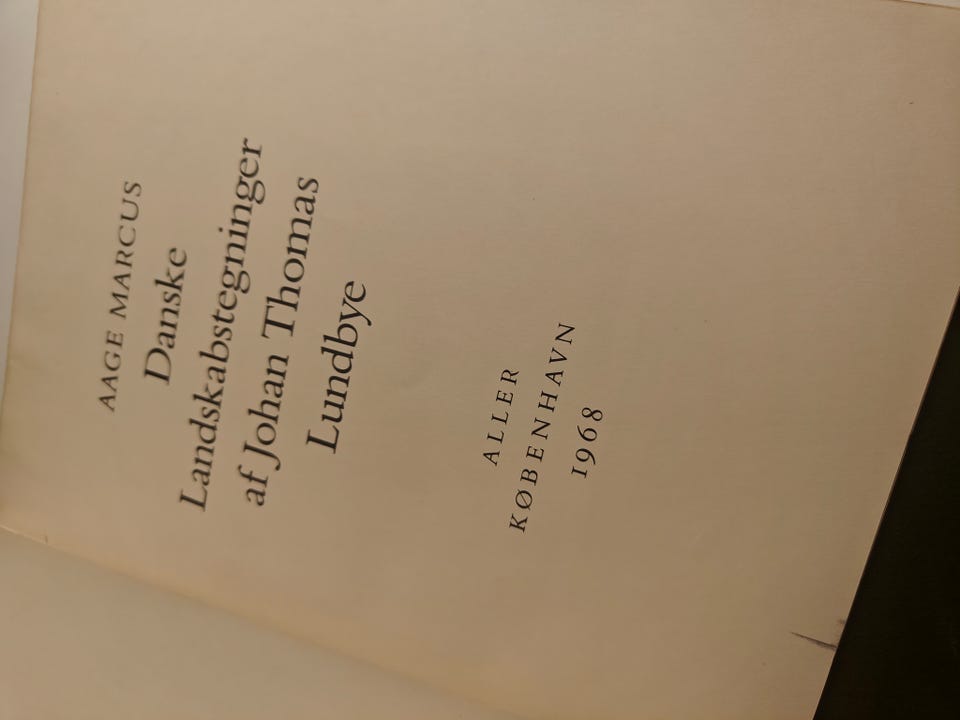 AAGE MARCUS
Danske
Landskabstegninger
af Johan Thomas
Lundbye
ALLER
KØBENHAVN
1968